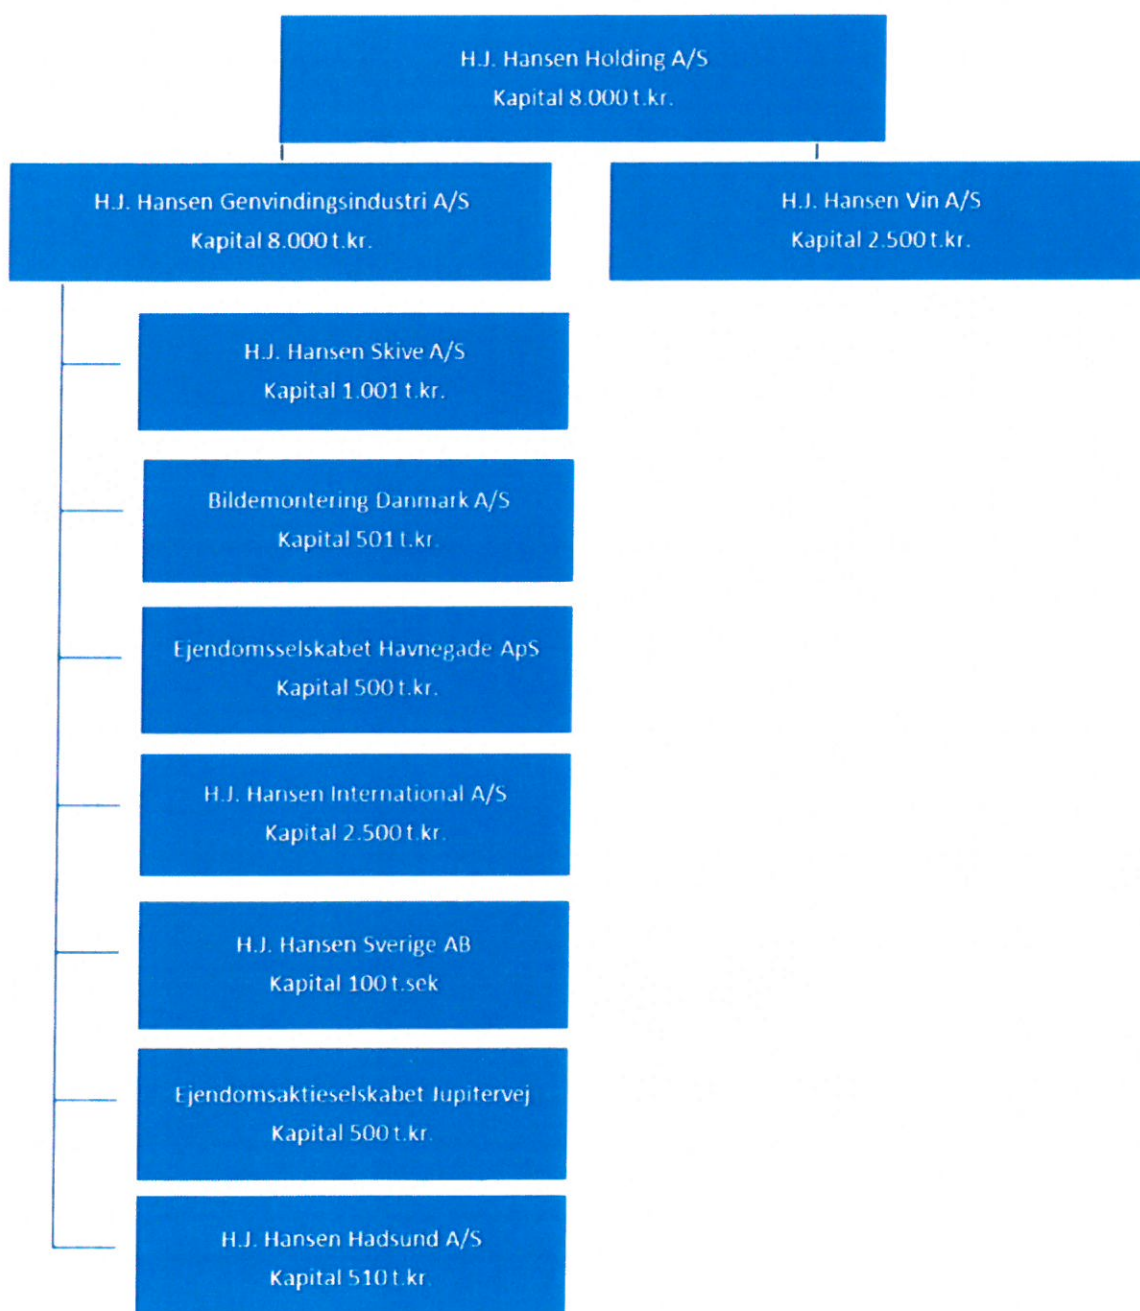 H.J. Hansen Holding A/S
Kapital 8.000 t.kr.
H.J. Hansen Genvindingsindustri A/S
Kapital 8.000 t.kr.
H.J. Hansen Vin A/S
Kapital 2.500 t.kr.
H.J. Hansen Skive A/S
Kapital 1.001 t.kr.
Bildemontering Danmark A/S
Kapital 501 t.kr.
Ejendomsselskabet Havnegade ApS
Kapital 500 t.kr.
H.J. Hansen International A/S
Kapital 2.500 t.kr.
H.J. Hansen Sverige AB
Kapital 100 t.sek
Ejendomsaktieselskabet Jupitervej
Kapital 500 t.kr.
H.J. Hansen Hadsund A/S
Kapital 510 t.kr.